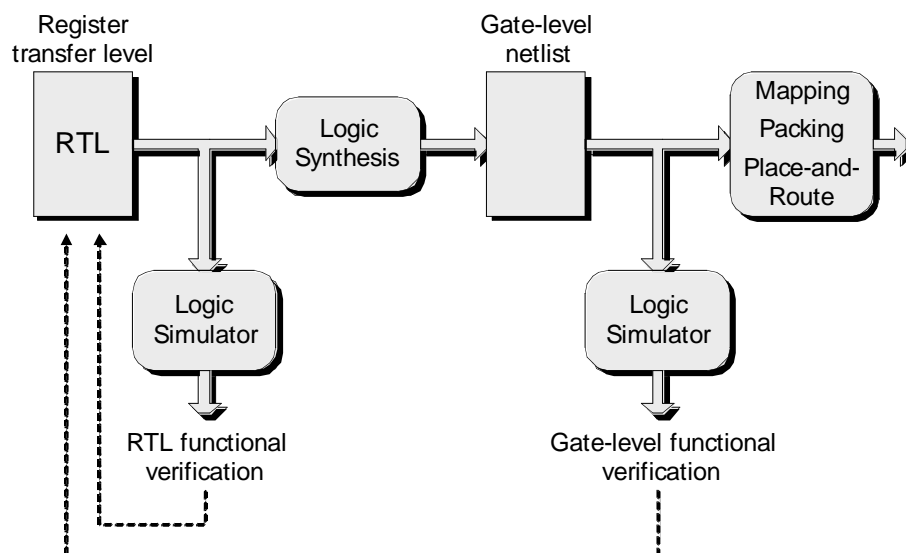 Register
transfer level
Gate-level
netlist
RTL
Logic
Synthesis
Mapping
Packing
Place-and-
Route
Logic
Simulator
Logic
Simulator
RTL functional
verification
Gate-level functional
verification